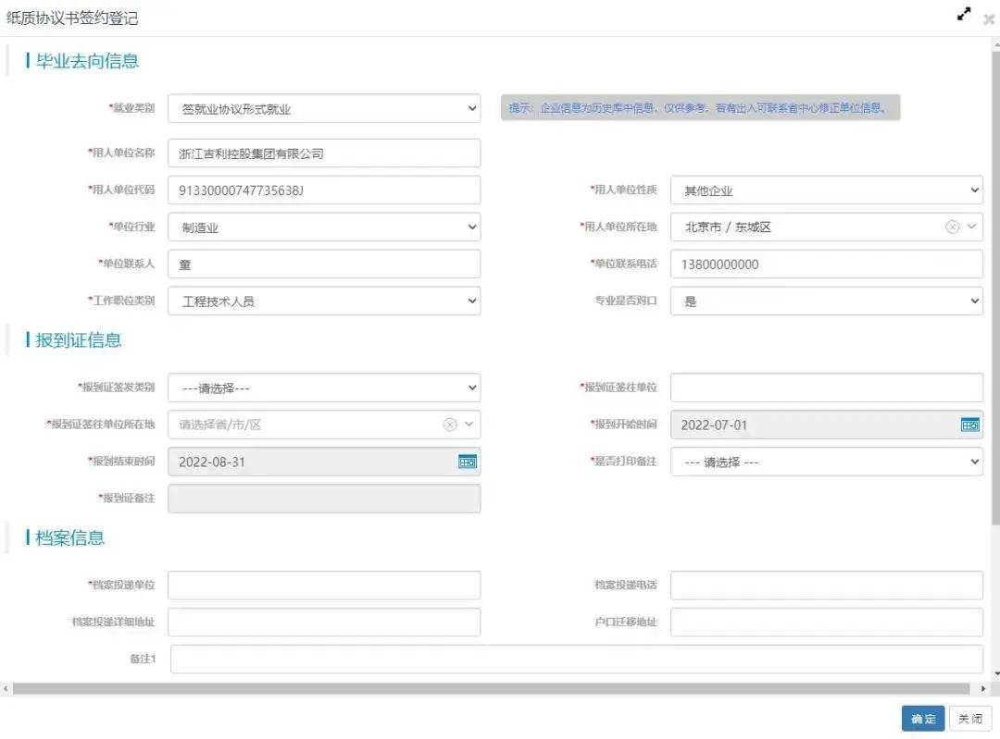 纸质协议书签约登记
毕业去向信息
*就业类别 签就业协议形式就业 提示：企业信息为历史库中信息、仅供参考，若有出入可联系省中心修正单位信息。
*用人单位名称 浙江吉利控股集团有限公司
*用人单位代码 91330000747735638J *用人单位性质 其他企业
*单位行业 制造业 *用人单位所在地 北京市 / 东城区
*单位联系人 童 *单位联系电话 13800000000
*工作职位类别 工程技术人员 专业是否对口 是
报到证信息
*报到证签发类别 ---请选择--- *报到证签往单位
*报到证签往单位所在地 请选择省/市/区 *报到开始时间 2022-07-01
*报到结束时间 2022-08-31 *是否打印备注 --- 请选择 ---
*报到证备注
档案信息
*档案投递单位 档案投递电话
档案投递详细地址 户口迁移地址
备注1
确定 关闭